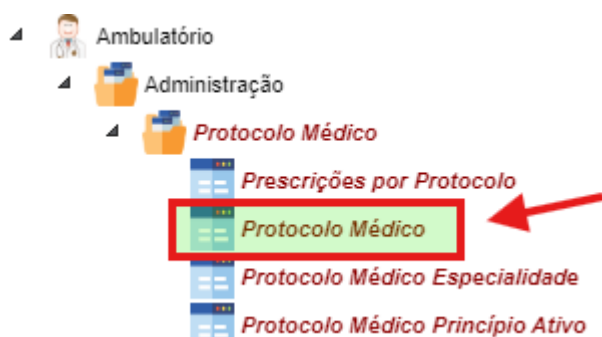 Ambulatório
Administração
Protocolo Médico
Prescrições por Protocolo
Protocolo Médico
Protocolo Médico Especialidade
Protocolo Médico Princípio Ativo